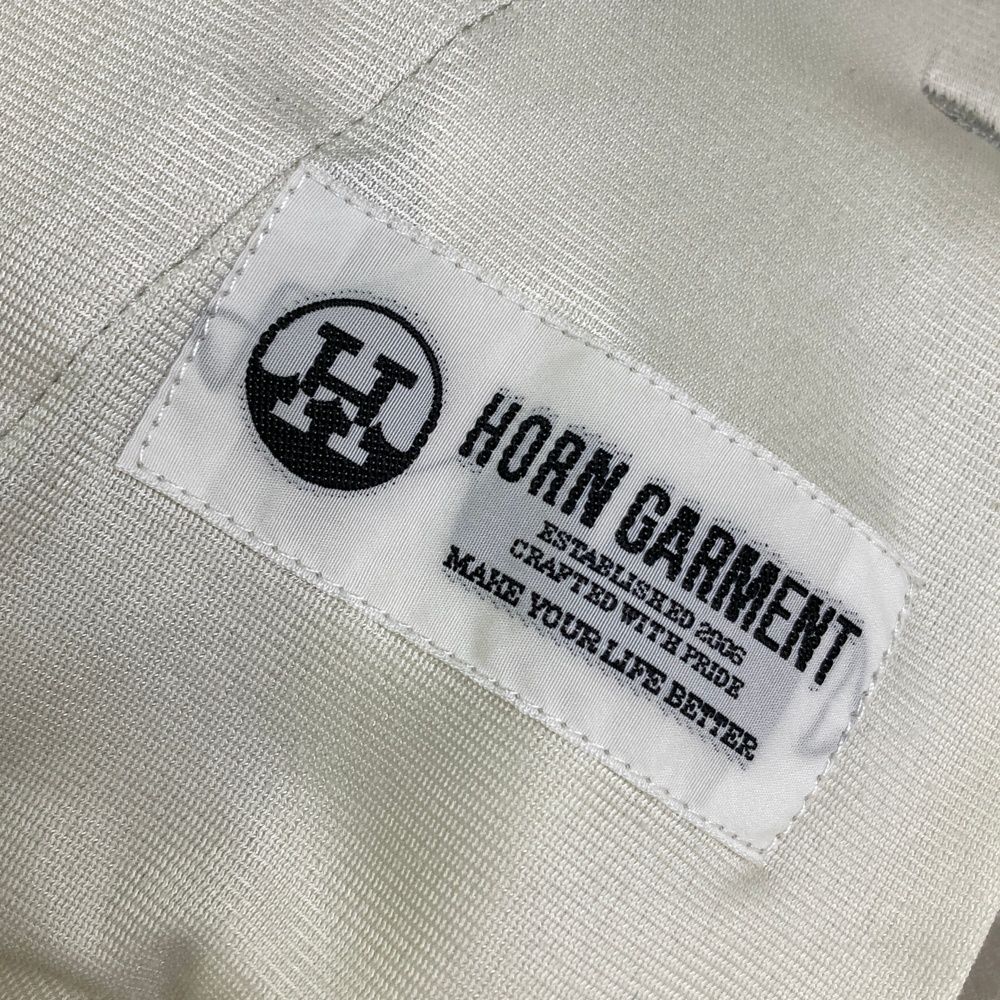 H
HORN GARMENT
ESTABLISHED 2006
CRAFTED WITH PRIDE
MAKE YOUR LIFE BETTER